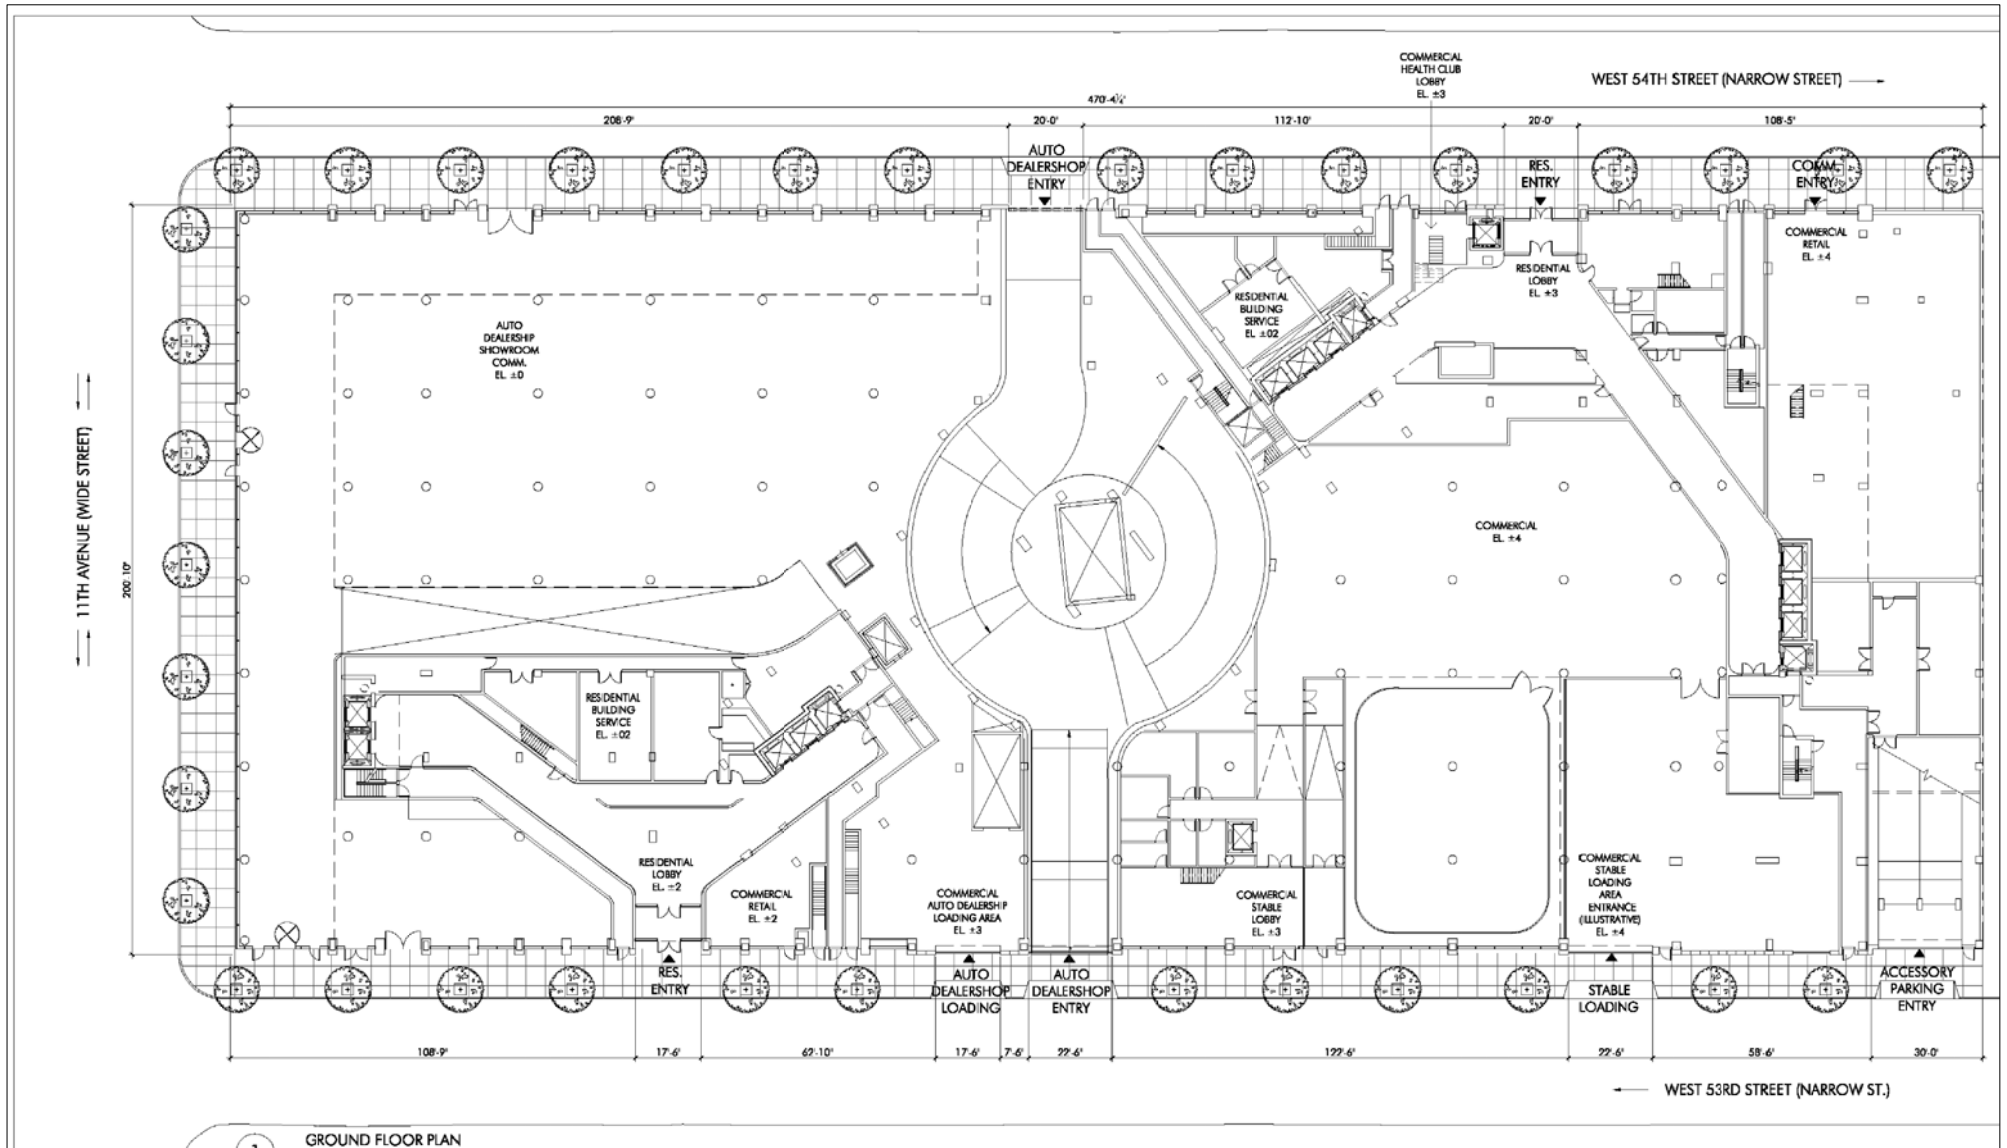 COMMERCIAL
HEALTH CLUB
LOBBY
EL. ±3
WEST 54TH STREET (NARROW STREET)
470'-4½"
208'-9"
20'-0"
112'-10"
20'-0"
108'-5"
AUTO
DEALERSHOP
ENTRY
RES.
ENTRY
COMM.
ENTRY
COMMERCIAL
RETAIL
EL. ±4
RESIDENTIAL
LOBBY
EL. ±3
RESIDENTIAL
BUILDING
SERVICE
EL. ±02
AUTO
DEALERSHIP
SHOWROOM
COMM.
EL. ±0
11TH AVENUE (WIDE STREET)
200'-10"
COMMERCIAL
EL. ±4
RESIDENTIAL
BUILDING
SERVICE
EL. ±02
RESIDENTIAL
LOBBY
EL. ±2
COMMERCIAL
RETAIL
EL. ±2
COMMERCIAL
AUTO DEALERSHIP
LOADING AREA
EL. ±3
COMMERCIAL
STABLE
LOBBY
EL. ±3
COMMERCIAL
STABLE
LOADING
AREA
ENTRANCE
(ILLUSTRATIVE)
EL. ±4
RES.
ENTRY
AUTO
DEALERSHOP
LOADING
AUTO
DEALERSHOP
ENTRY
STABLE
LOADING
ACCESSORY
PARKING
ENTRY
108'-9"
17'-6"
62'-10"
17'-6"
7'-6"
22'-6"
122'-6"
22'-6"
58'-6"
30'-0"
WEST 53RD STREET (NARROW ST.)
GROUND FLOOR PLAN